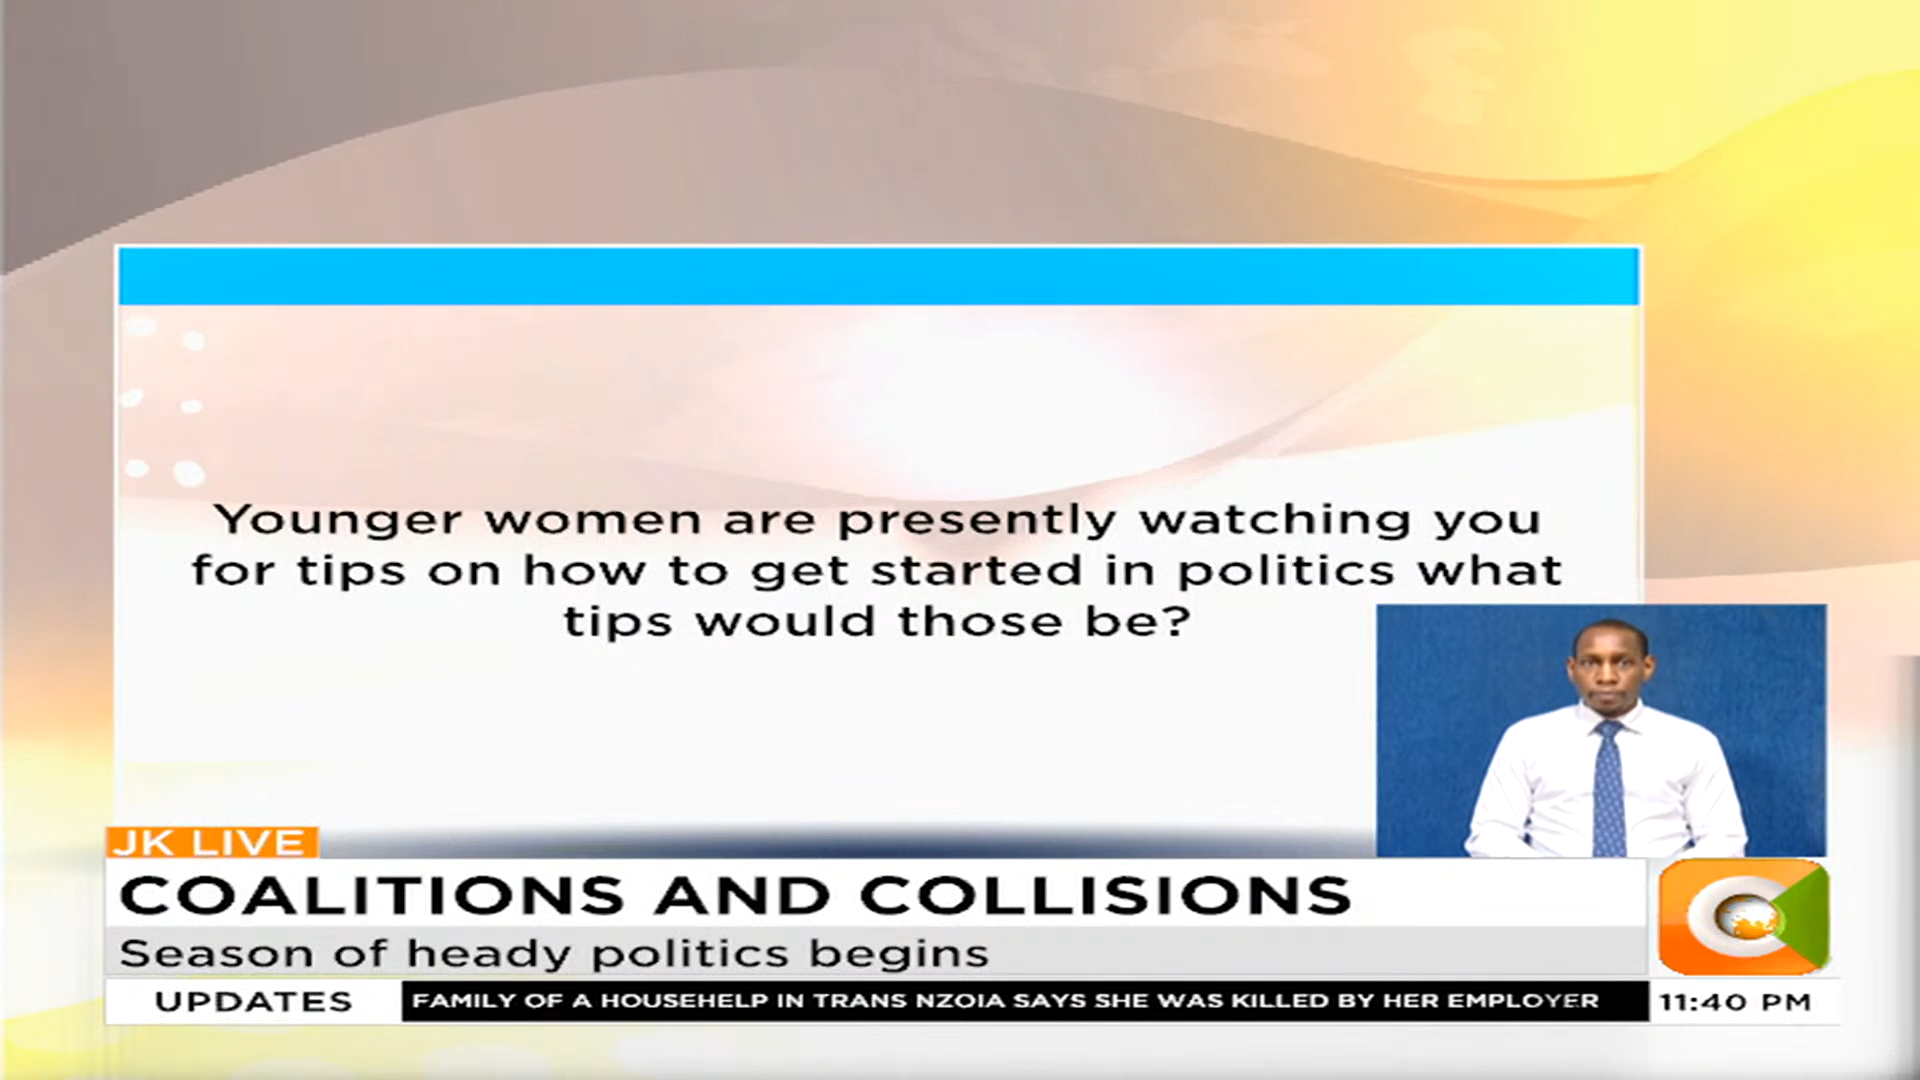 Younger women are presently watching you
for tips on how to get started in politics what
tips would those be?
JK LIVE
COALITIONS AND COLLISIONS
Season of heady politics begins
UPDATES
FAMILY OF A HOUSEHELP IN TRANS NZOIA SAYS SHE WAS KILLED BY HER EMPLOYER
11:40 PM